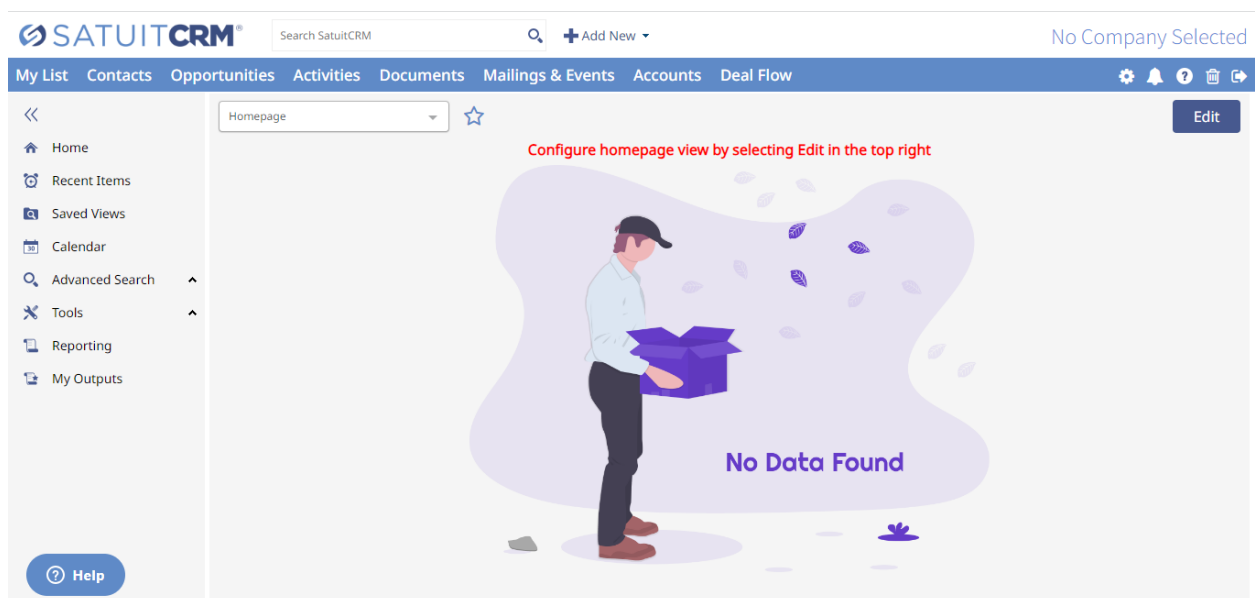 SATUITCRM®
Search SatuitCRM
Add New
No Company Selected
My List Contacts Opportunities Activities Documents Mailings & Events Accounts Deal Flow
Homepage
Edit
Configure homepage view by selecting Edit in the top right
Home
Recent Items
Saved Views
30
Calendar
Advanced Search
Tools
Reporting
My Outputs
No Data Found
? Help